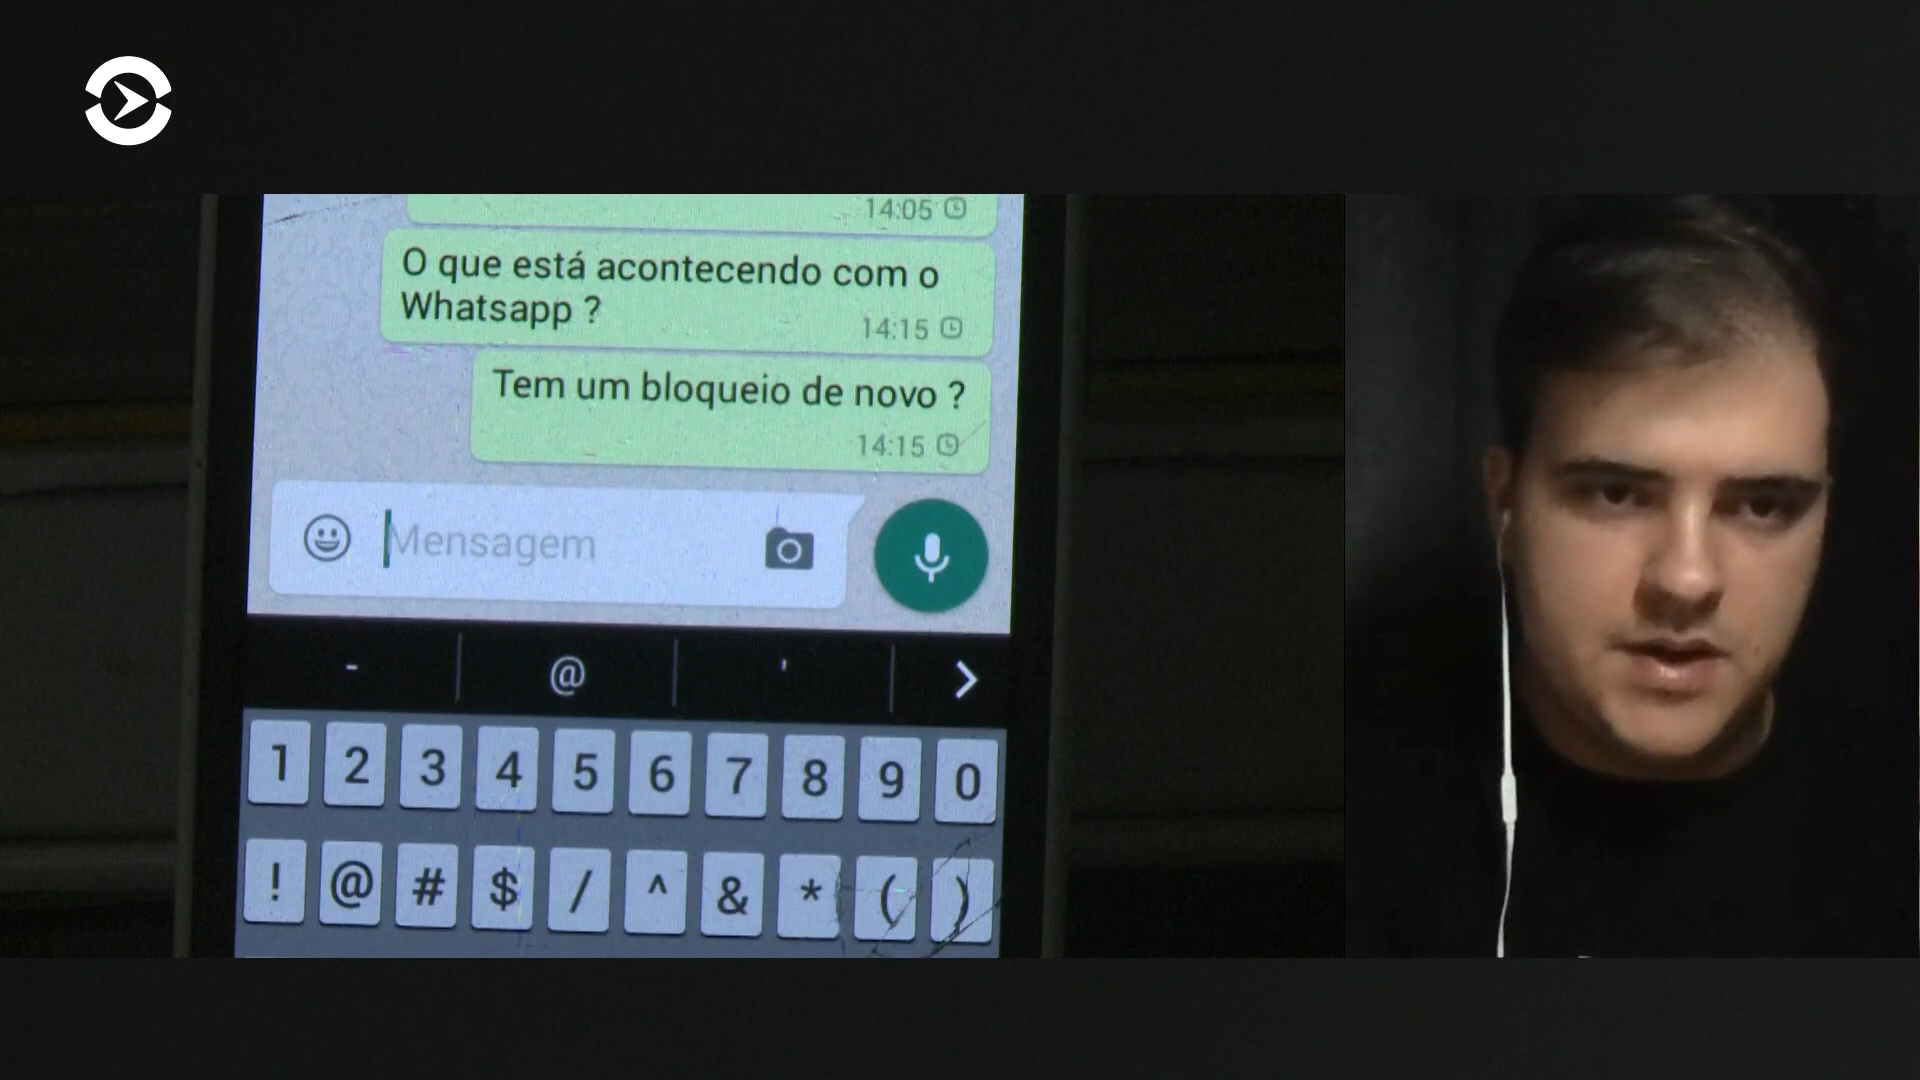 14:05
O que está acontecendo com o
Whatsapp ?
14:15
Tem um bloqueio de novo ?
14:15
Mensagem
- @ '
1 2 3 4 5 6 7 8 9 0
! @ # $ / ^ & * ( )